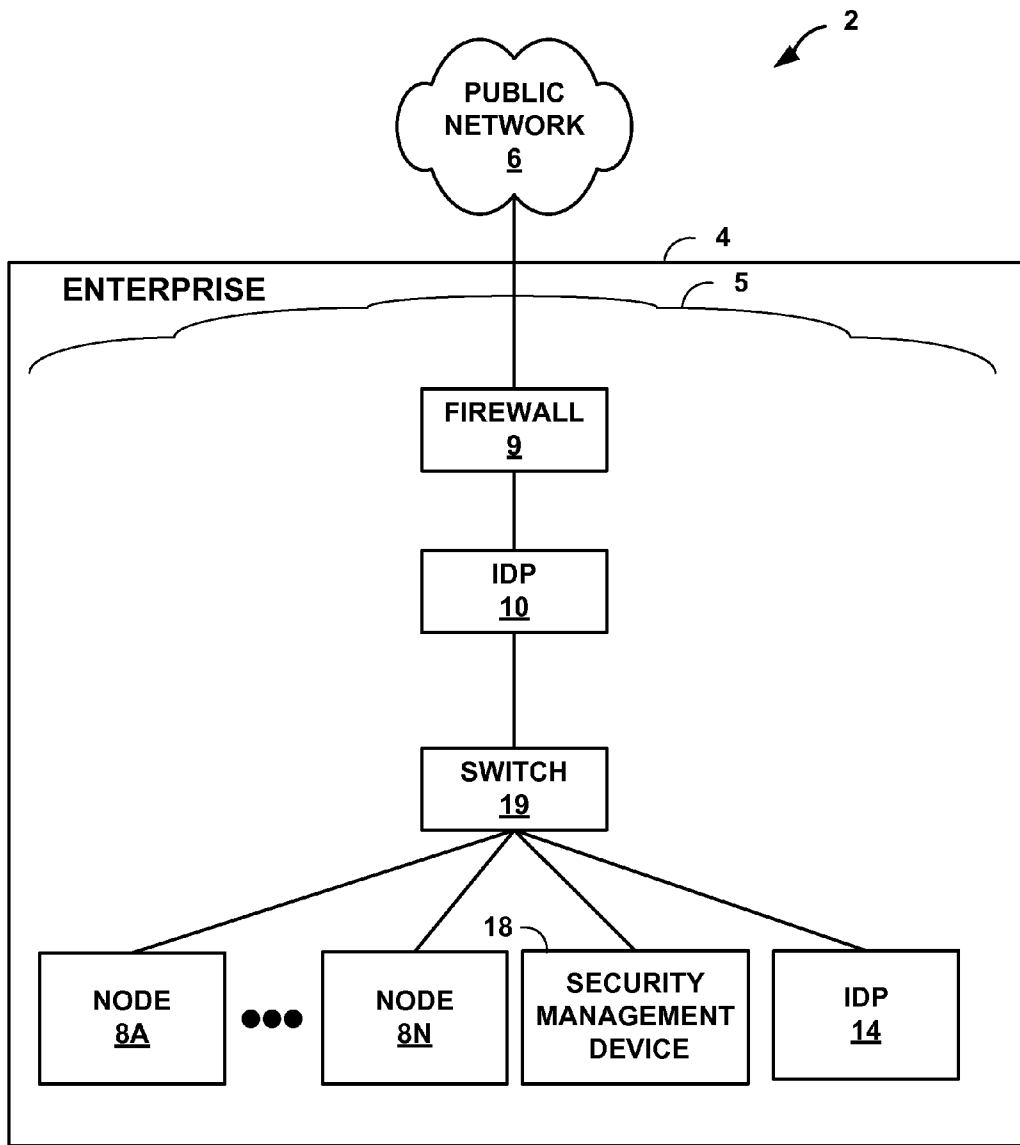 2
PUBLIC
NETWORK
6
4
ENTERPRISE
5
FIREWALL
9
IDP
10
SWITCH
19
18
NODE
8A
NODE
8N
SECURITY
MANAGEMENT
DEVICE
IDP
14